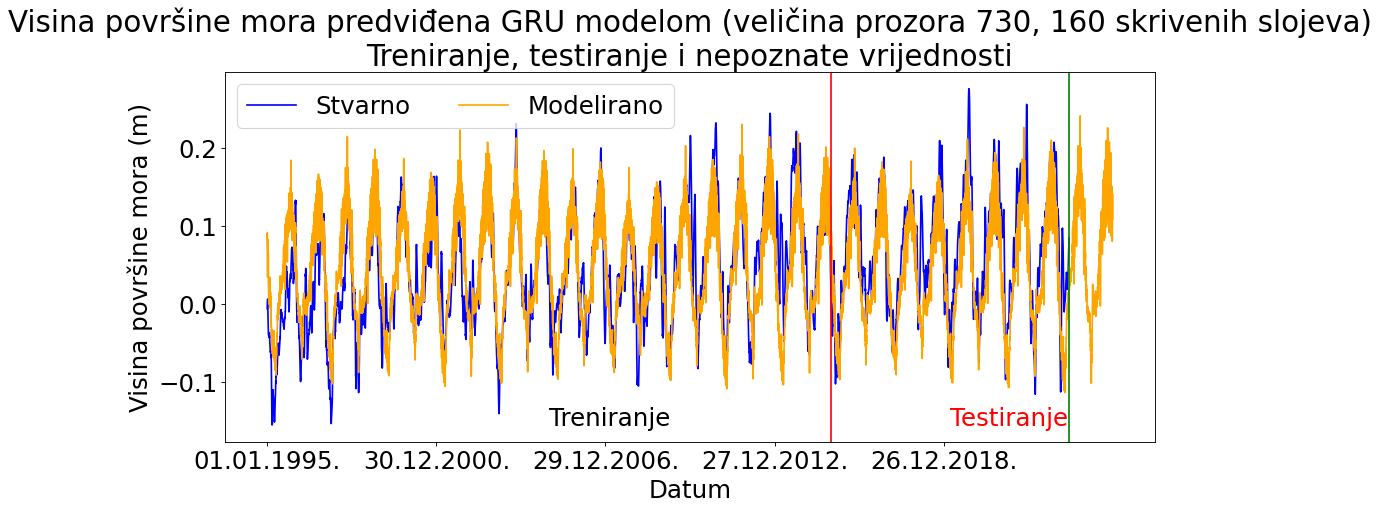 Visina površine mora predviđena GRU modelom (veličina prozora 730, 160 skrivenih slojeva)
Treniranje, testiranje i nepoznate vrijednosti
Stvarno Modelirano
Visina površine mora (m)
0.2
0.1
0.0
−0.1
Treniranje Testiranje
01.01.1995. 30.12.2000. 29.12.2006. 27.12.2012. 26.12.2018.
Datum